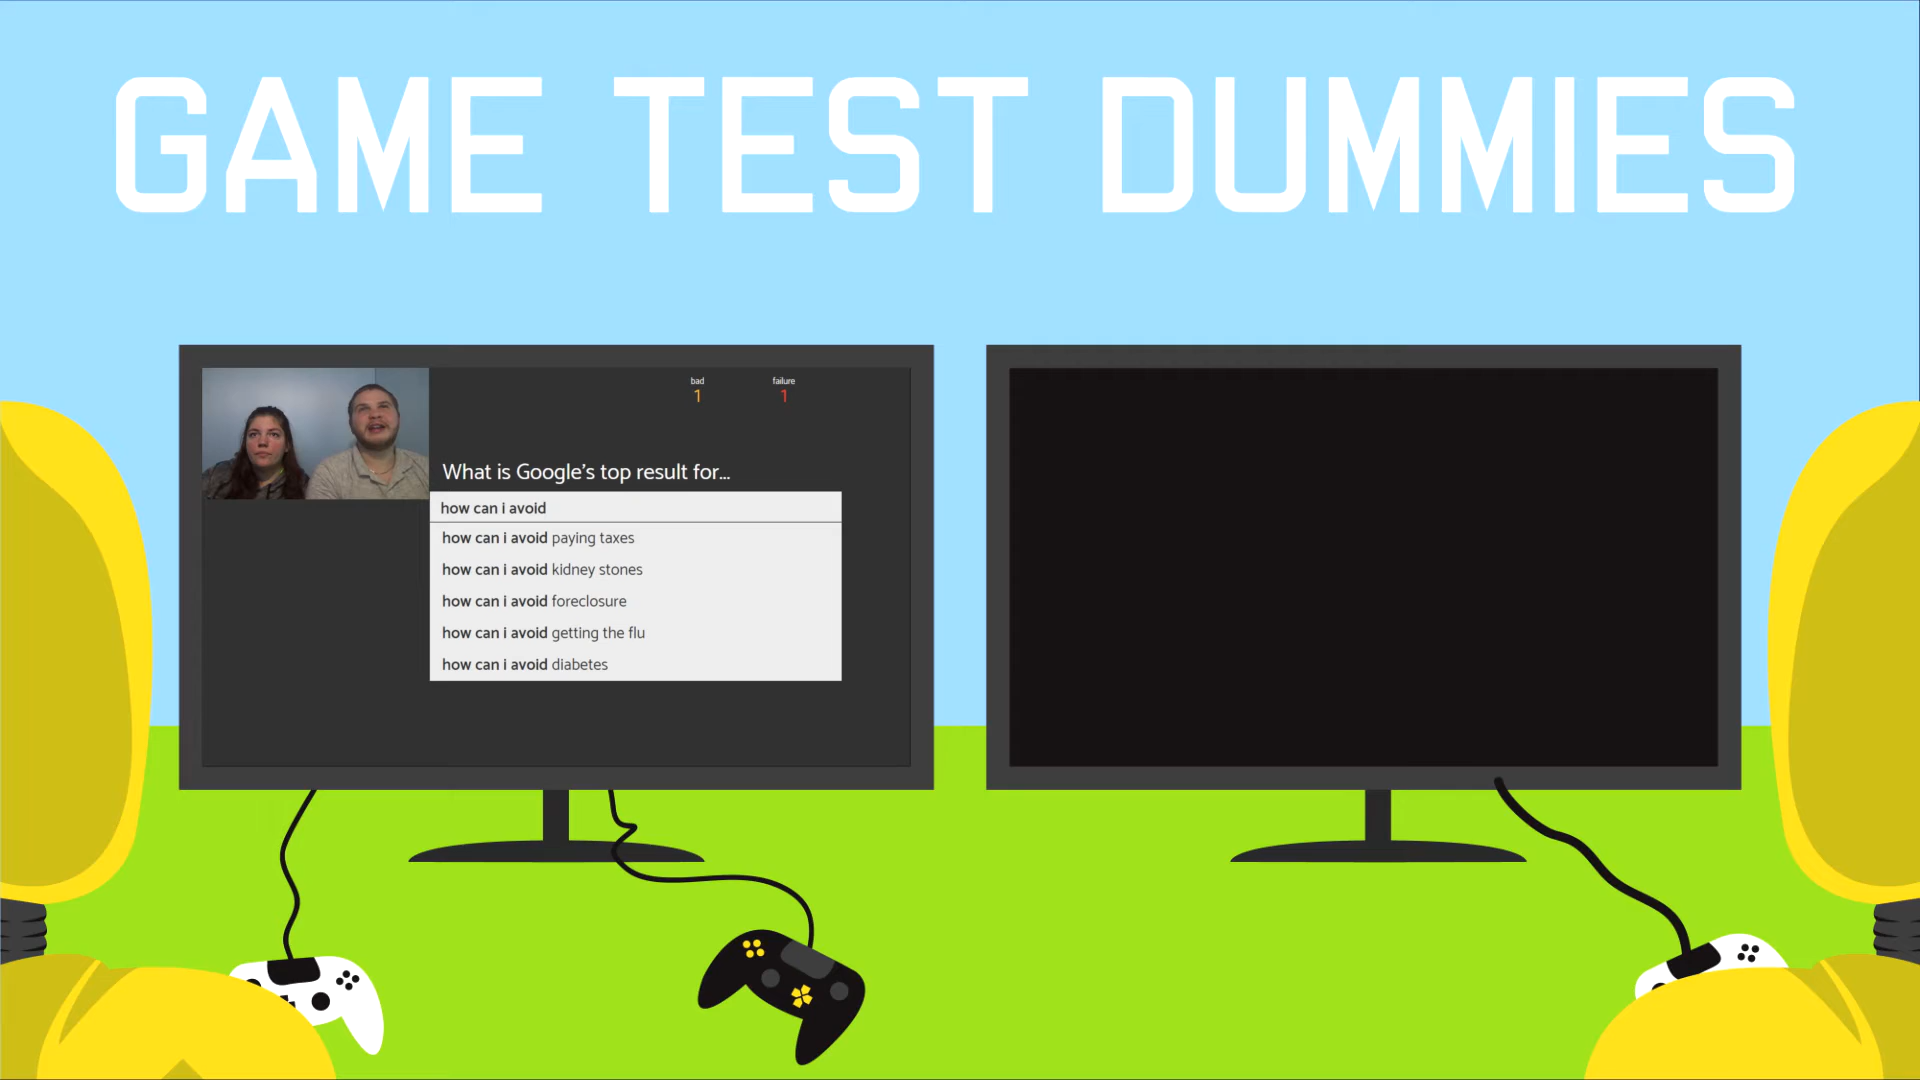 GAME TEST DUMMIES
bad
failure
1
1
What is Google's top result for...
how can i avoid
how can i avoid paying taxes
how can i avoid kidney stones
how can i avoid foreclosure
how can i avoid getting the flu
how can i avoid diabetes